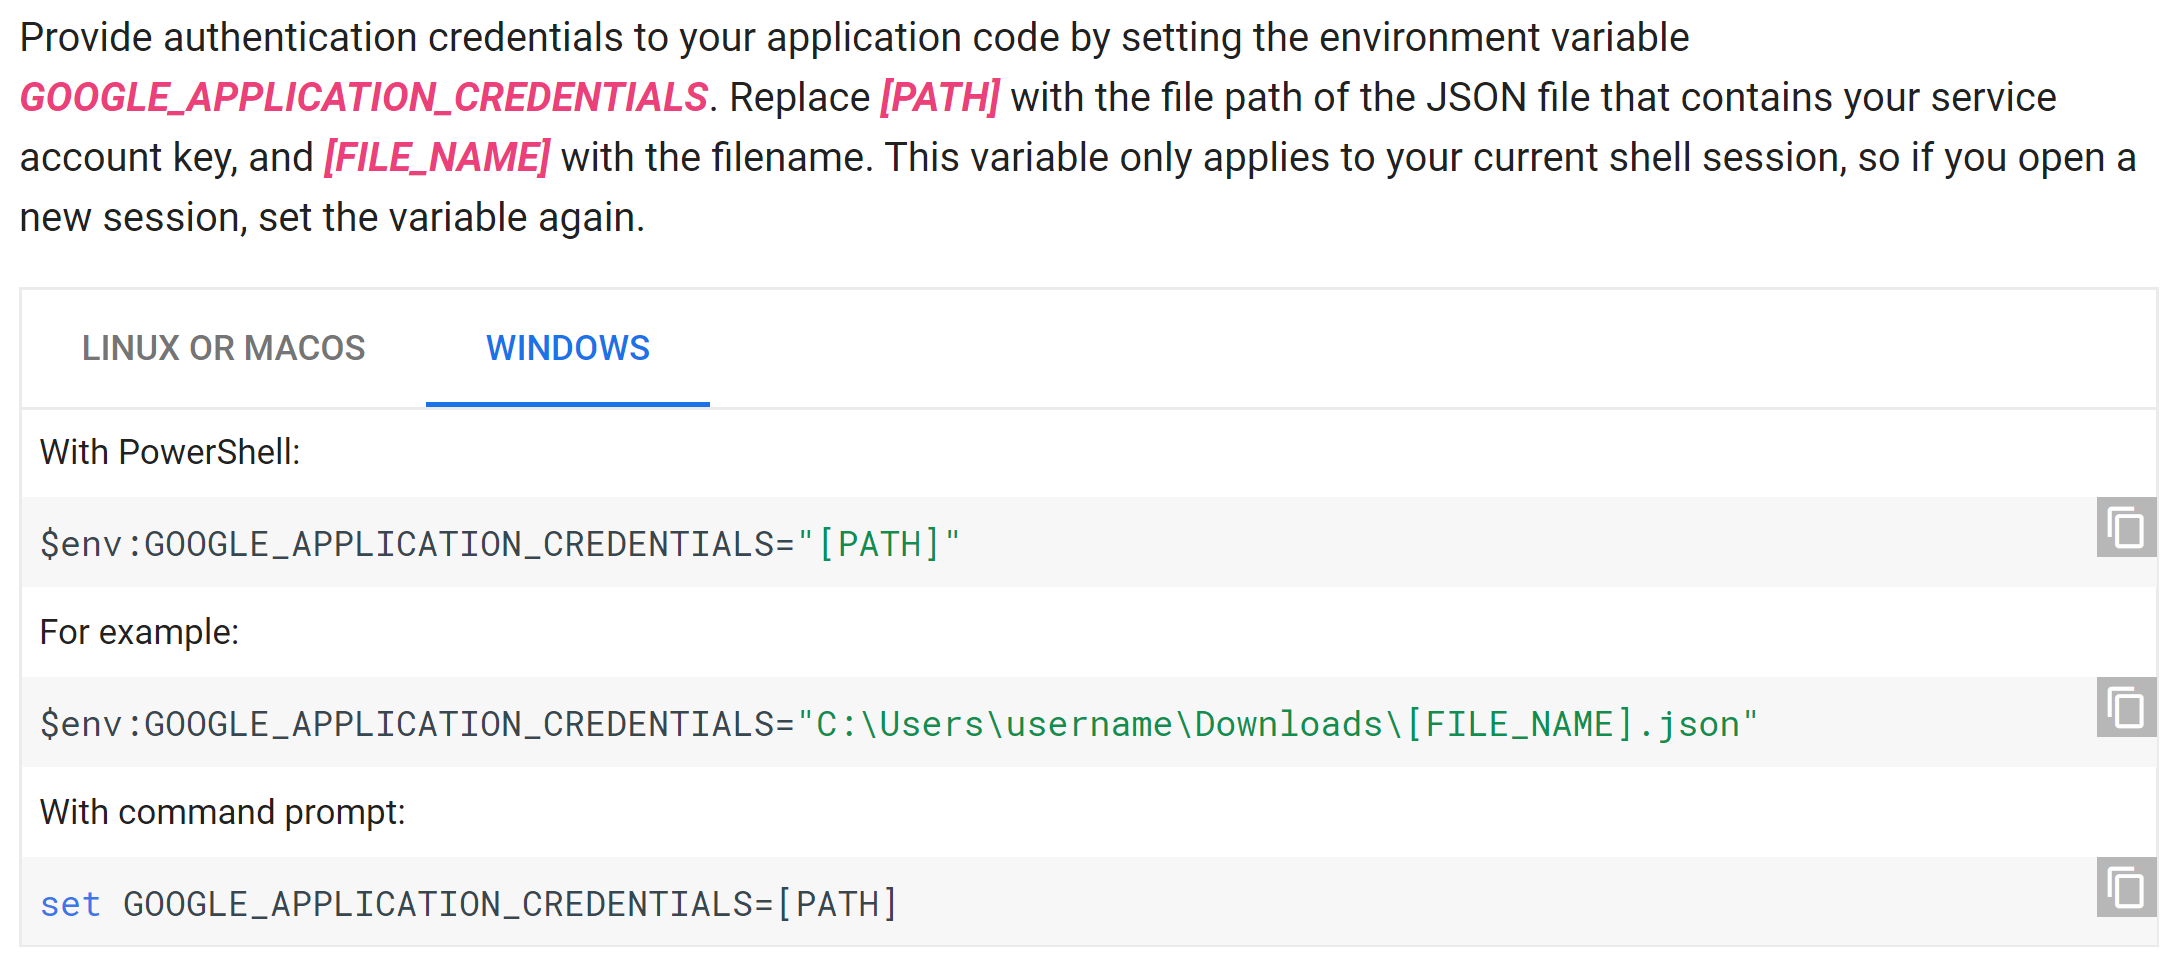 Provide authentication credentials to your application code by setting the environment variable
GOOGLE_APPLICATION_CREDENTIALS. Replace [PATH] with the file path of the JSON file that contains your service
account key, and [FILE_NAME] with the filename. This variable only applies to your current shell session, so if you open a
new session, set the variable again.
LINUX OR MACOS WINDOWS
With PowerShell:
$env:GOOGLE_APPLICATION_CREDENTIALS="[PATH]"
For example:
$env:GOOGLE_APPLICATION_CREDENTIALS="C:\Users\username\Downloads\[FILE_NAME].json"
With command prompt:
set GOOGLE_APPLICATION_CREDENTIALS=[PATH]